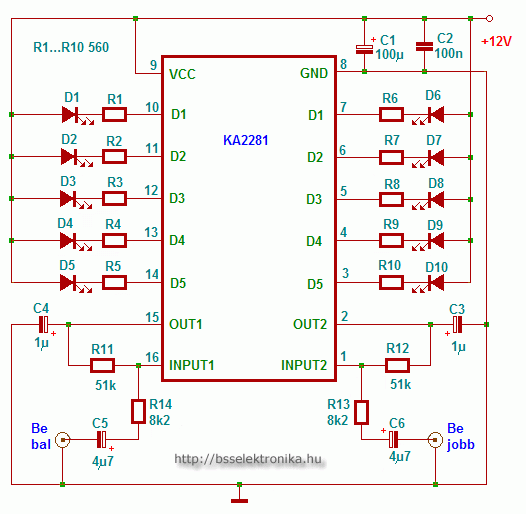 R1...R10 560
C1
+
100µ
C2
100n
+12V
9
VCC
GND
8
KA2281
D1
R1
10
D1
D1
7
R6
D6
D2
R2
11
D2
D2
6
R7
D7
D3
R3
12
D3
D3
5
R8
D8
D4
R4
13
D4
D4
4
R9
D9
D5
R5
14
D5
D5
3
R10
D10
C4
+
1µ
15
OUT1
OUT2
2
C3
+
1µ
R11
51k
16
INPUT1
INPUT2
1
R12
51k
R14
8k2
R13
8k2
Be
bal
C5
+
4µ7
C6
+
4µ7
Be
jobb
http://bsselektronika.hu